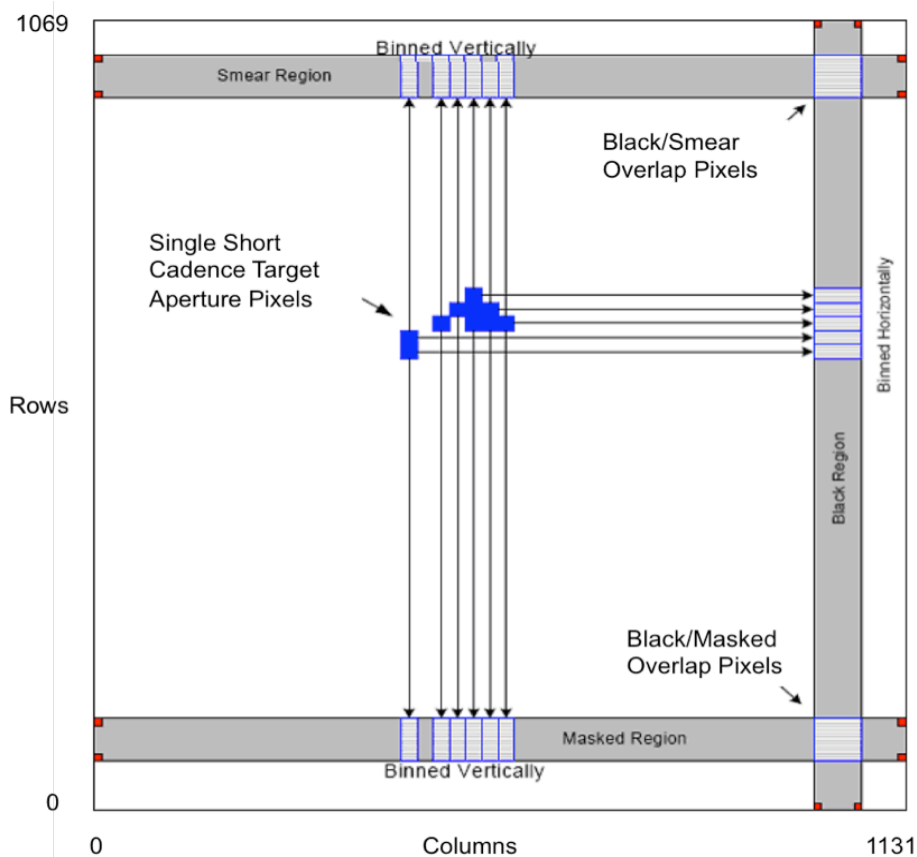 1069
Binned Vertically
Smear Region
Black/Smear
Overlap Pixels
Single Short
Cadence Target
Aperture Pixels
Binned Horizontally
Rows
Black Region
Black/Masked
Overlap Pixels
Masked Region
Binned Vertically
0
0
Columns
1131